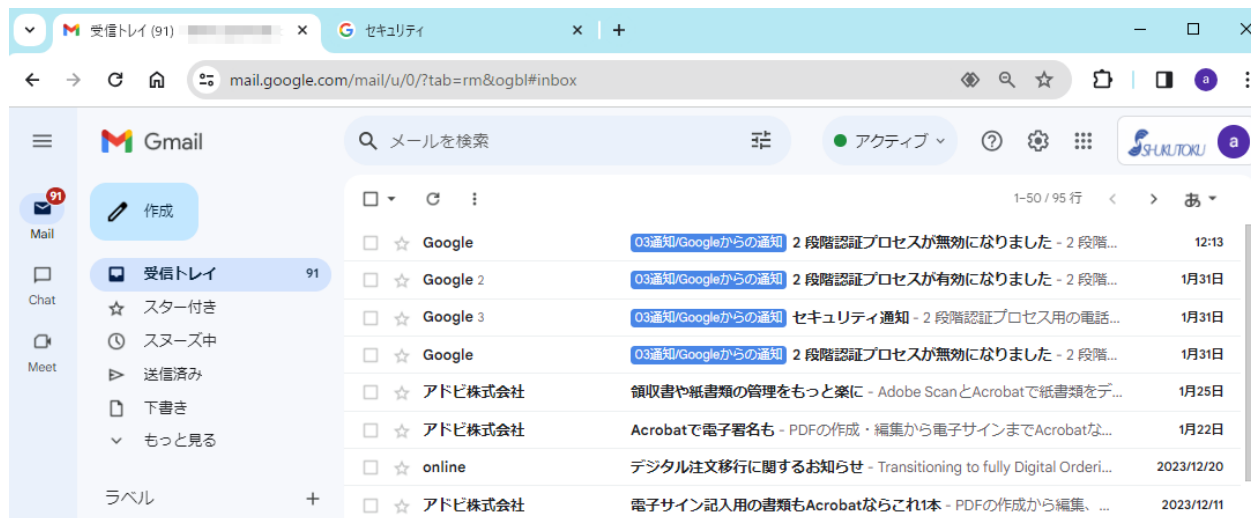 受信トレイ (91)
セキュリティ
mail.google.com/mail/u/0/?tab=rm&ogbl#inbox
a
Gmail
メールを検索
アクティブ
SHUKUTOKU
a
91
Mail
Chat
Meet
作成
受信トレイ 91
スター付き
スヌーズ中
送信済み
下書き
もっと見る
ラベル
1–50 / 95 行
あ
Google 03通知/Googleからの通知 2 段階認証プロセスが無効になりました - 2 段階... 12:13
Google 2 03通知/Googleからの通知 2 段階認証プロセスが有効になりました - 2 段階... 1月31日
Google 3 03通知/Googleからの通知 セキュリティ通知 - 2 段階認証プロセス用の電話... 1月31日
Google 03通知/Googleからの通知 2 段階認証プロセスが無効になりました - 2 段階... 1月31日
アドビ株式会社 領収書や紙書類の管理をもっと楽に - Adobe ScanとAcrobatで紙書類をデ... 1月25日
アドビ株式会社 Acrobatで電子署名も - PDFの作成・編集から電子サインまでAcrobatな... 1月22日
online デジタル注文移行に関するお知らせ - Transitioning to fully Digital Orderi... 2023/12/20
アドビ株式会社 電子サイン記入用の書類もAcrobatならこれ1本 - PDFの作成から編集、... 2023/12/11